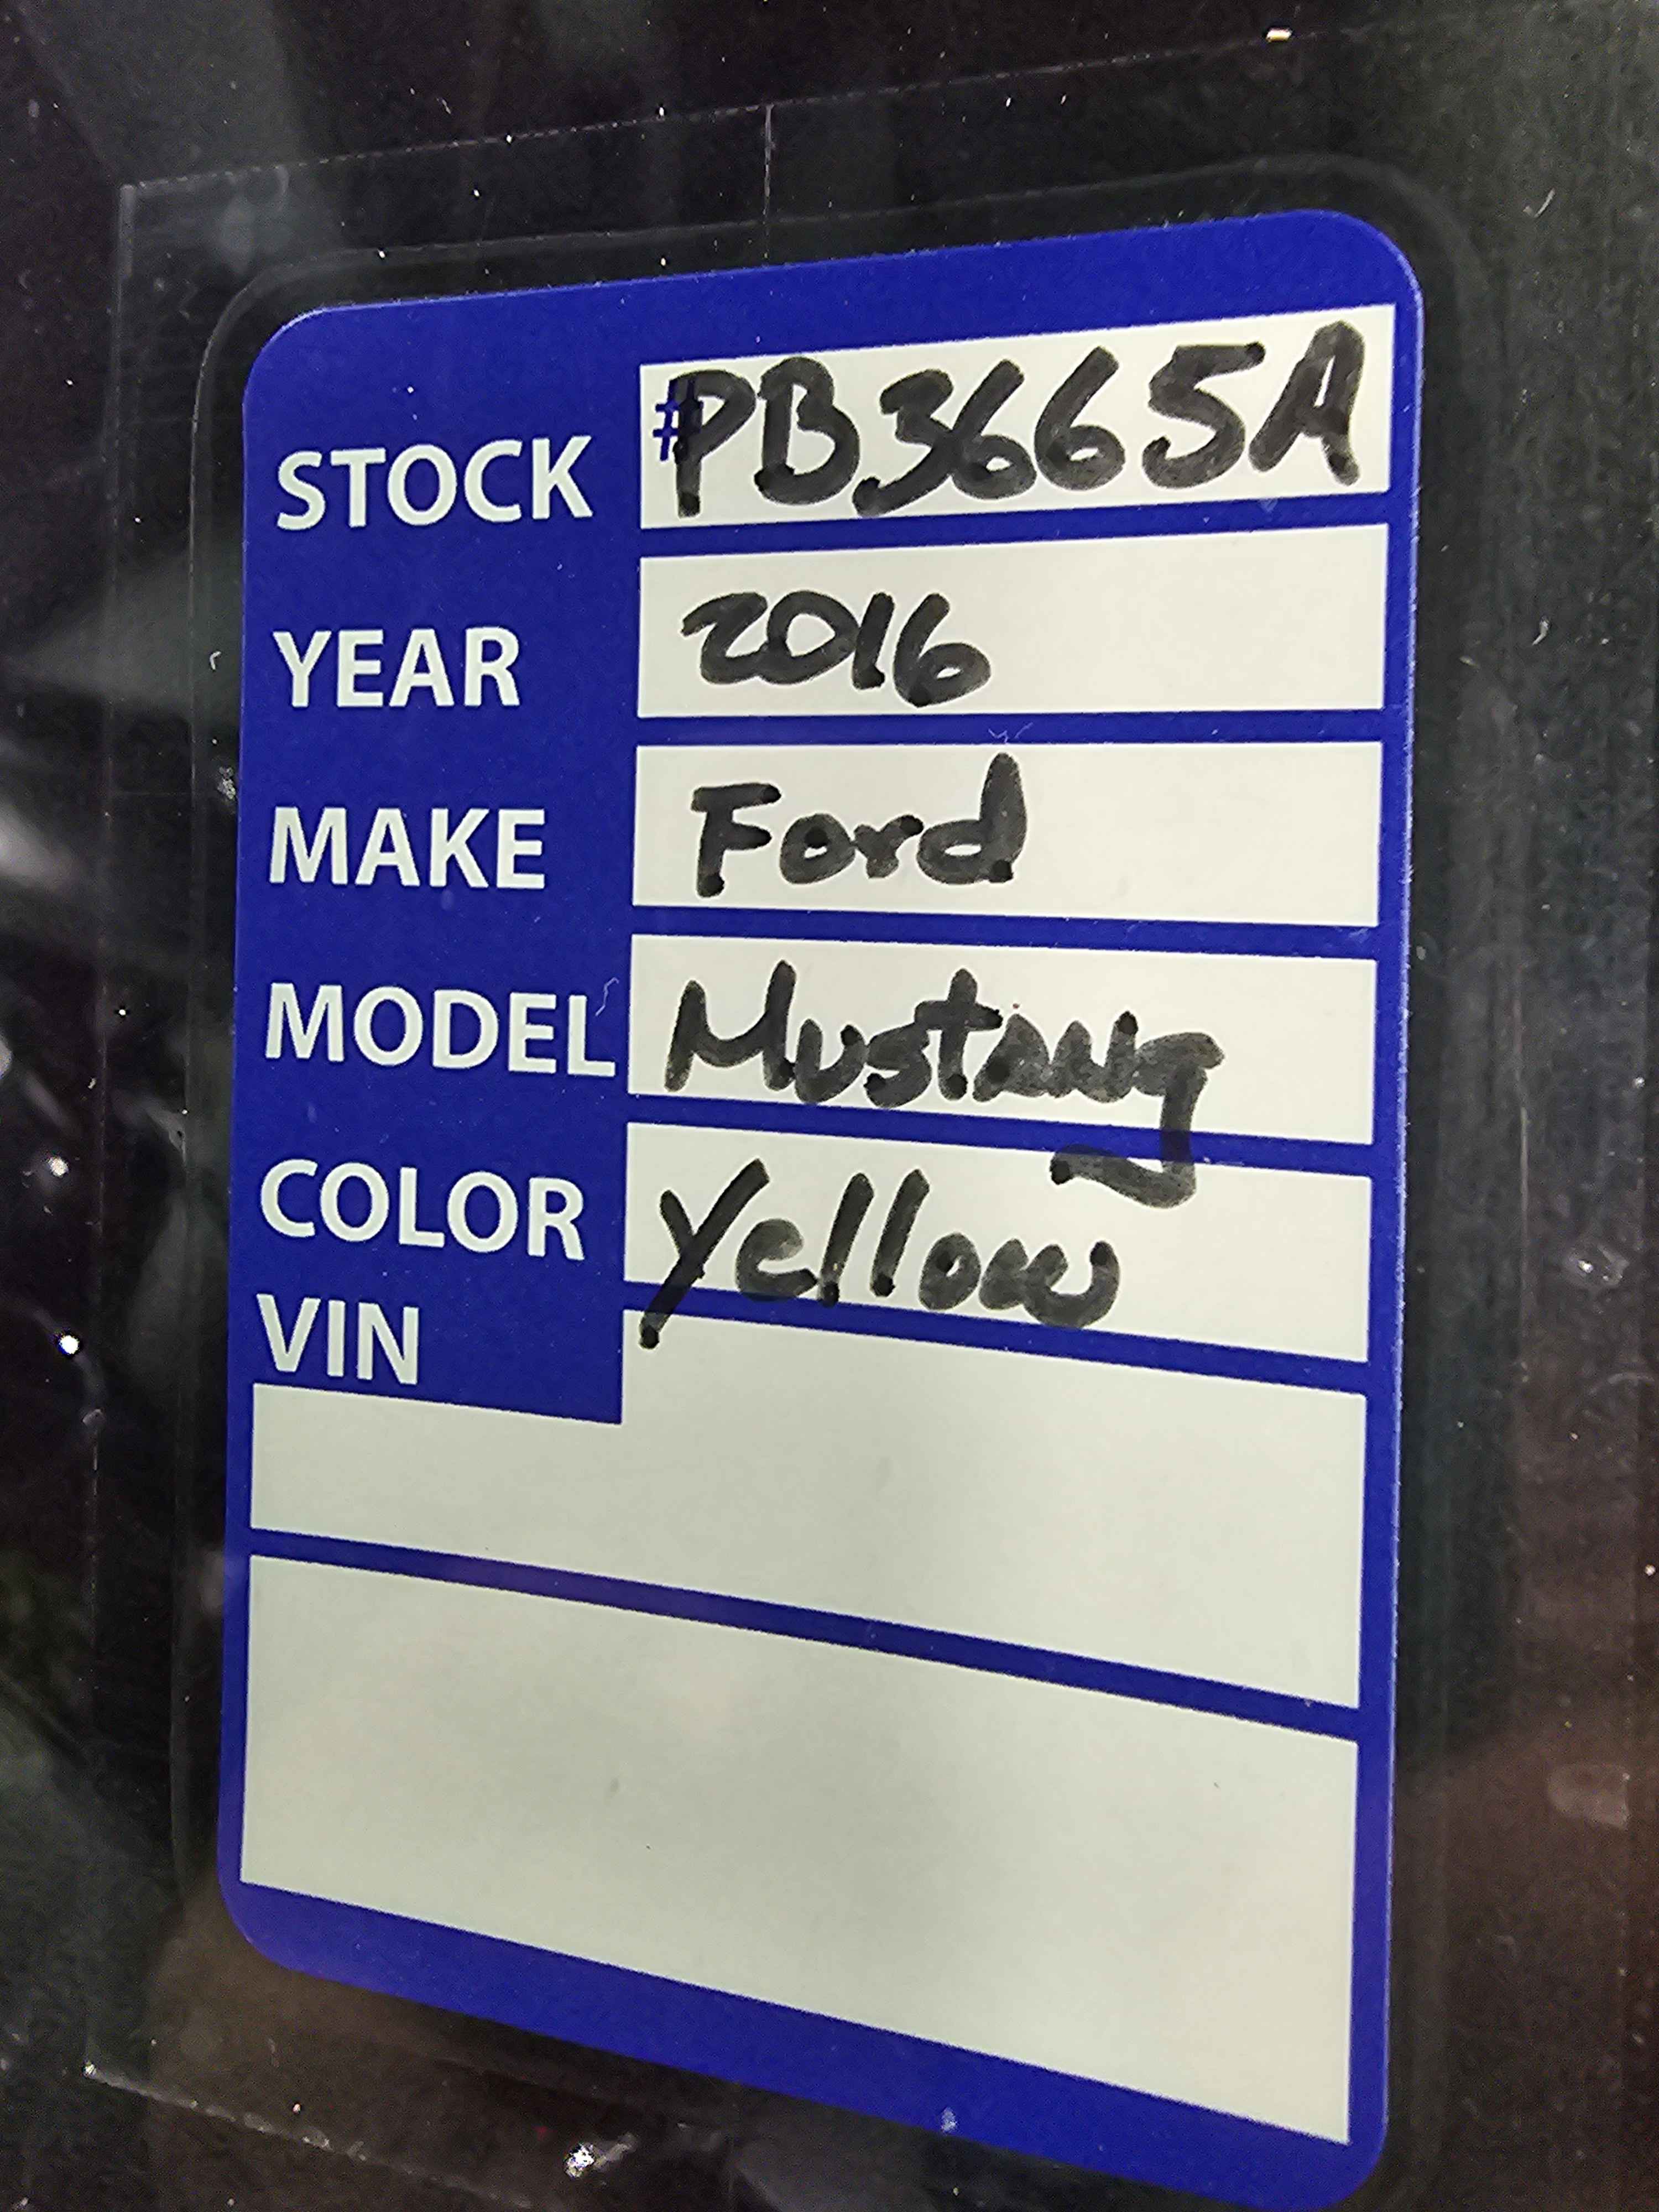 STOCK #PB3665A
YEAR 2016
MAKE Ford
MODEL Mustang
COLOR Yellow
VIN